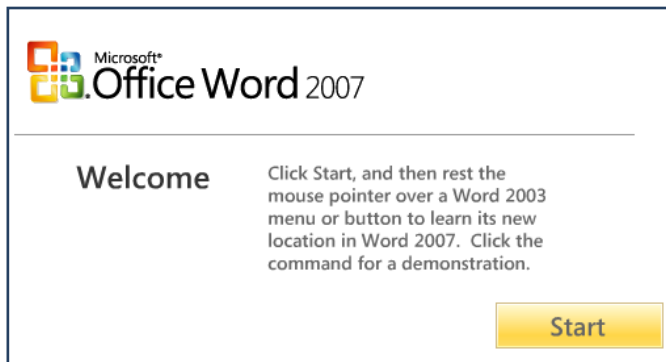 Microsoft®
Office Word 2007
Welcome
Click Start, and then rest the
mouse pointer over a Word 2003
menu or button to learn its new
location in Word 2007.  Click the
command for a demonstration.
Start